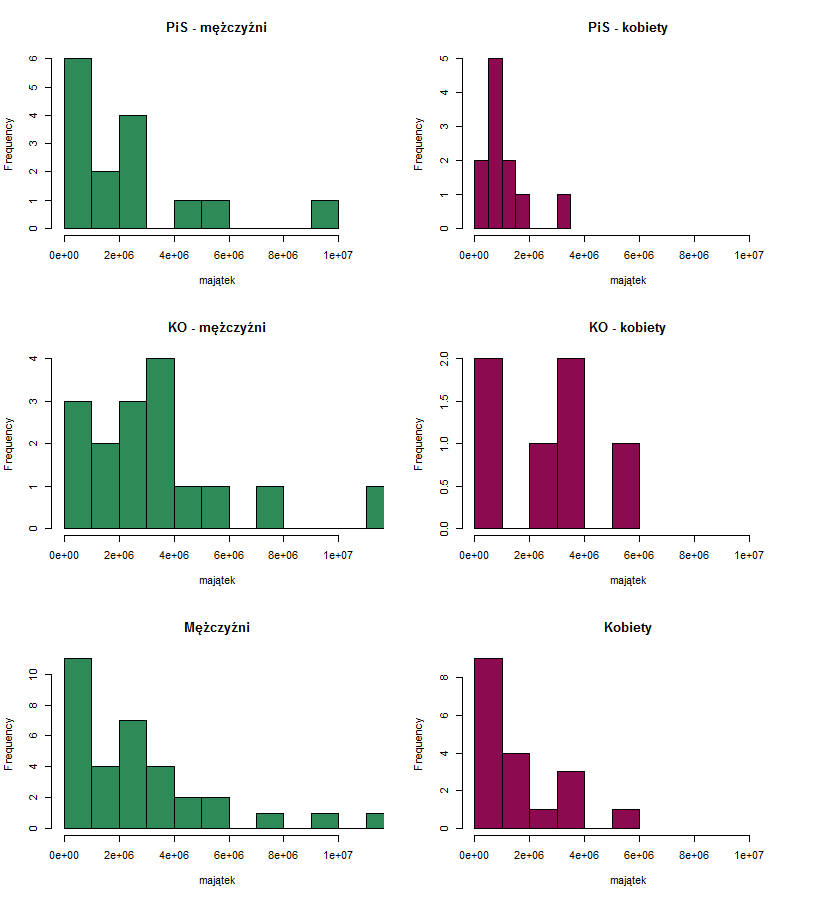 PiS - mężczyźni
Frequency
0 1 2 3 4 5 6
0e+00 2e+06 4e+06 6e+06 8e+06 1e+07
majątek
PiS - kobiety
Frequency
0 1 2 3 4 5
0e+00 2e+06 4e+06 6e+06 8e+06 1e+07
majątek
KO - mężczyźni
Frequency
0 1 2 3 4
0e+00 2e+06 4e+06 6e+06 8e+06 1e+07
majątek
KO - kobiety
Frequency
0.0 0.5 1.0 1.5 2.0
0e+00 2e+06 4e+06 6e+06 8e+06 1e+07
majątek
Mężczyźni
Frequency
0 2 4 6 8 10
0e+00 2e+06 4e+06 6e+06 8e+06 1e+07
majątek
Kobiety
Frequency
0 2 4 6 8
0e+00 2e+06 4e+06 6e+06 8e+06 1e+07
majątek